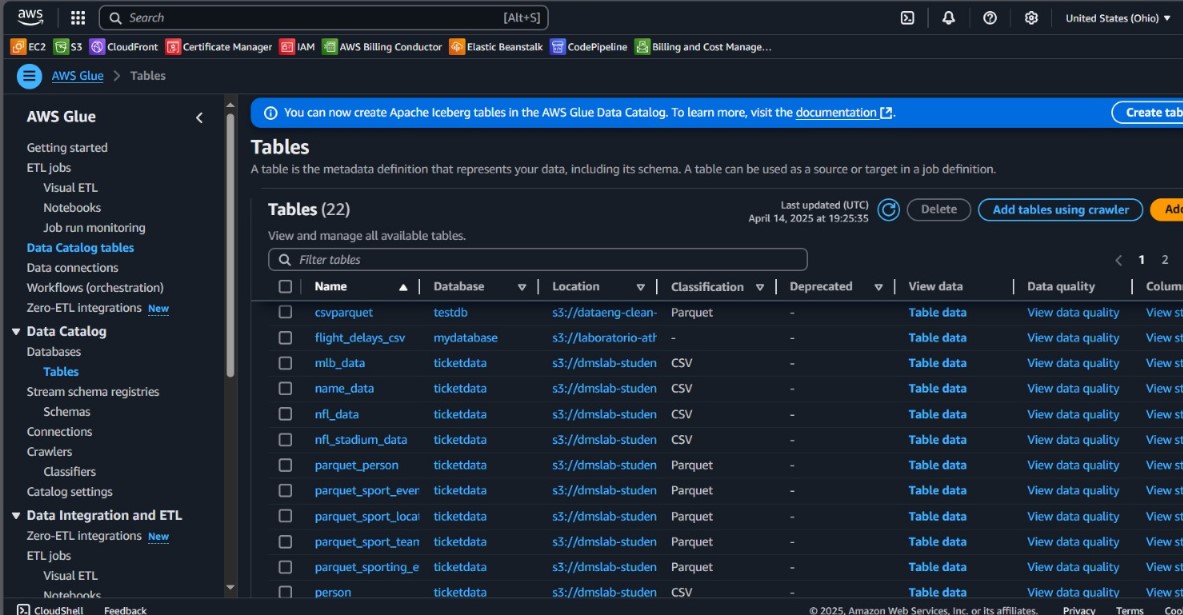 aws Search [Alt+S] United States (Ohio)
EC2 S3 CloudFront Certificate Manager IAM AWS Billing Conductor Elastic Beanstalk CodePipeline Billing and Cost Manage...
AWS Glue > Tables
AWS Glue
Getting started
ETL jobs
Visual ETL
Notebooks
Job run monitoring
Data Catalog tables
Data connections
Workflows (orchestration)
Zero-ETL integrations New
Data Catalog
Databases
Tables
Stream schema registries
Schemas
Connections
Crawlers
Classifiers
Catalog settings
Data Integration and ETL
Zero-ETL integrations New
ETL jobs
Visual ETL
Notebooks
You can now create Apache Iceberg tables in the AWS Glue Data Catalog. To learn more, visit the documentation. Create tab
Tables
A table is the metadata definition that represents your data, including its schema. A table can be used as a source or target in a job definition.
Tables (22)
Last updated (UTC)
April 14, 2025 at 19:25:35
Delete Add tables using crawler Add
View and manage all available tables.
Filter tables
1 2
Name Database Location Classification Deprecated View data Data quality Colum
csvparquet testdb s3://dataeng-clean- Parquet - Table data View data quality View st
flight_delays_csv mydatabase s3://laboratorio-ath - - Table data View data quality View st
mlb_data ticketdata s3://dmslab-studen CSV - Table data View data quality View st
name_data ticketdata s3://dmslab-studen CSV - Table data View data quality View st
nfl_data ticketdata s3://dmslab-studen CSV - Table data View data quality View st
nfl_stadium_data ticketdata s3://dmslab-studen CSV - Table data View data quality View st
parquet_person ticketdata s3://dmslab-studen Parquet - Table data View data quality View st
parquet_sport_ever ticketdata s3://dmslab-studen Parquet - Table data View data quality View st
parquet_sport_locat ticketdata s3://dmslab-studen Parquet - Table data View data quality View st
parquet_sport_team ticketdata s3://dmslab-studen Parquet - Table data View data quality View st
parquet_sporting_e ticketdata s3://dmslab-studen Parquet - Table data View data quality View st
person ticketdata s3://dmslab-studen CSV - Table data View data quality View st
CloudShell Feedback © 2025, Amazon Web Services, Inc. or its affiliates. Privacy Terms Coo